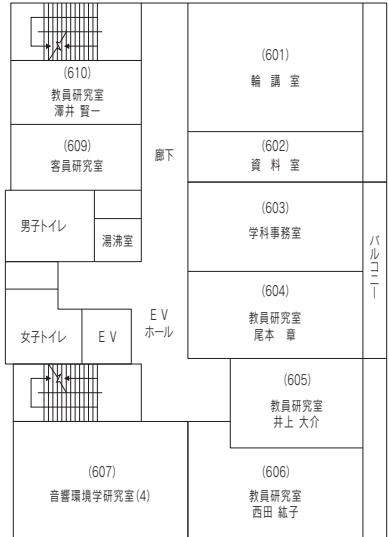 (610)
教員研究室
澤井 賢一
(609)
客員研究室
男子トイレ
湯沸室
女子トイレ
EV
廊下
EV
ホール
(601)
輪 講 室
(602)
資 料 室
(603)
学科事務室
(604)
教員研究室
尾本 章
(605)
教員研究室
井上 大介
(606)
教員研究室
西田 紘子
(607)
音響環境学研究室(4)
バルコニー